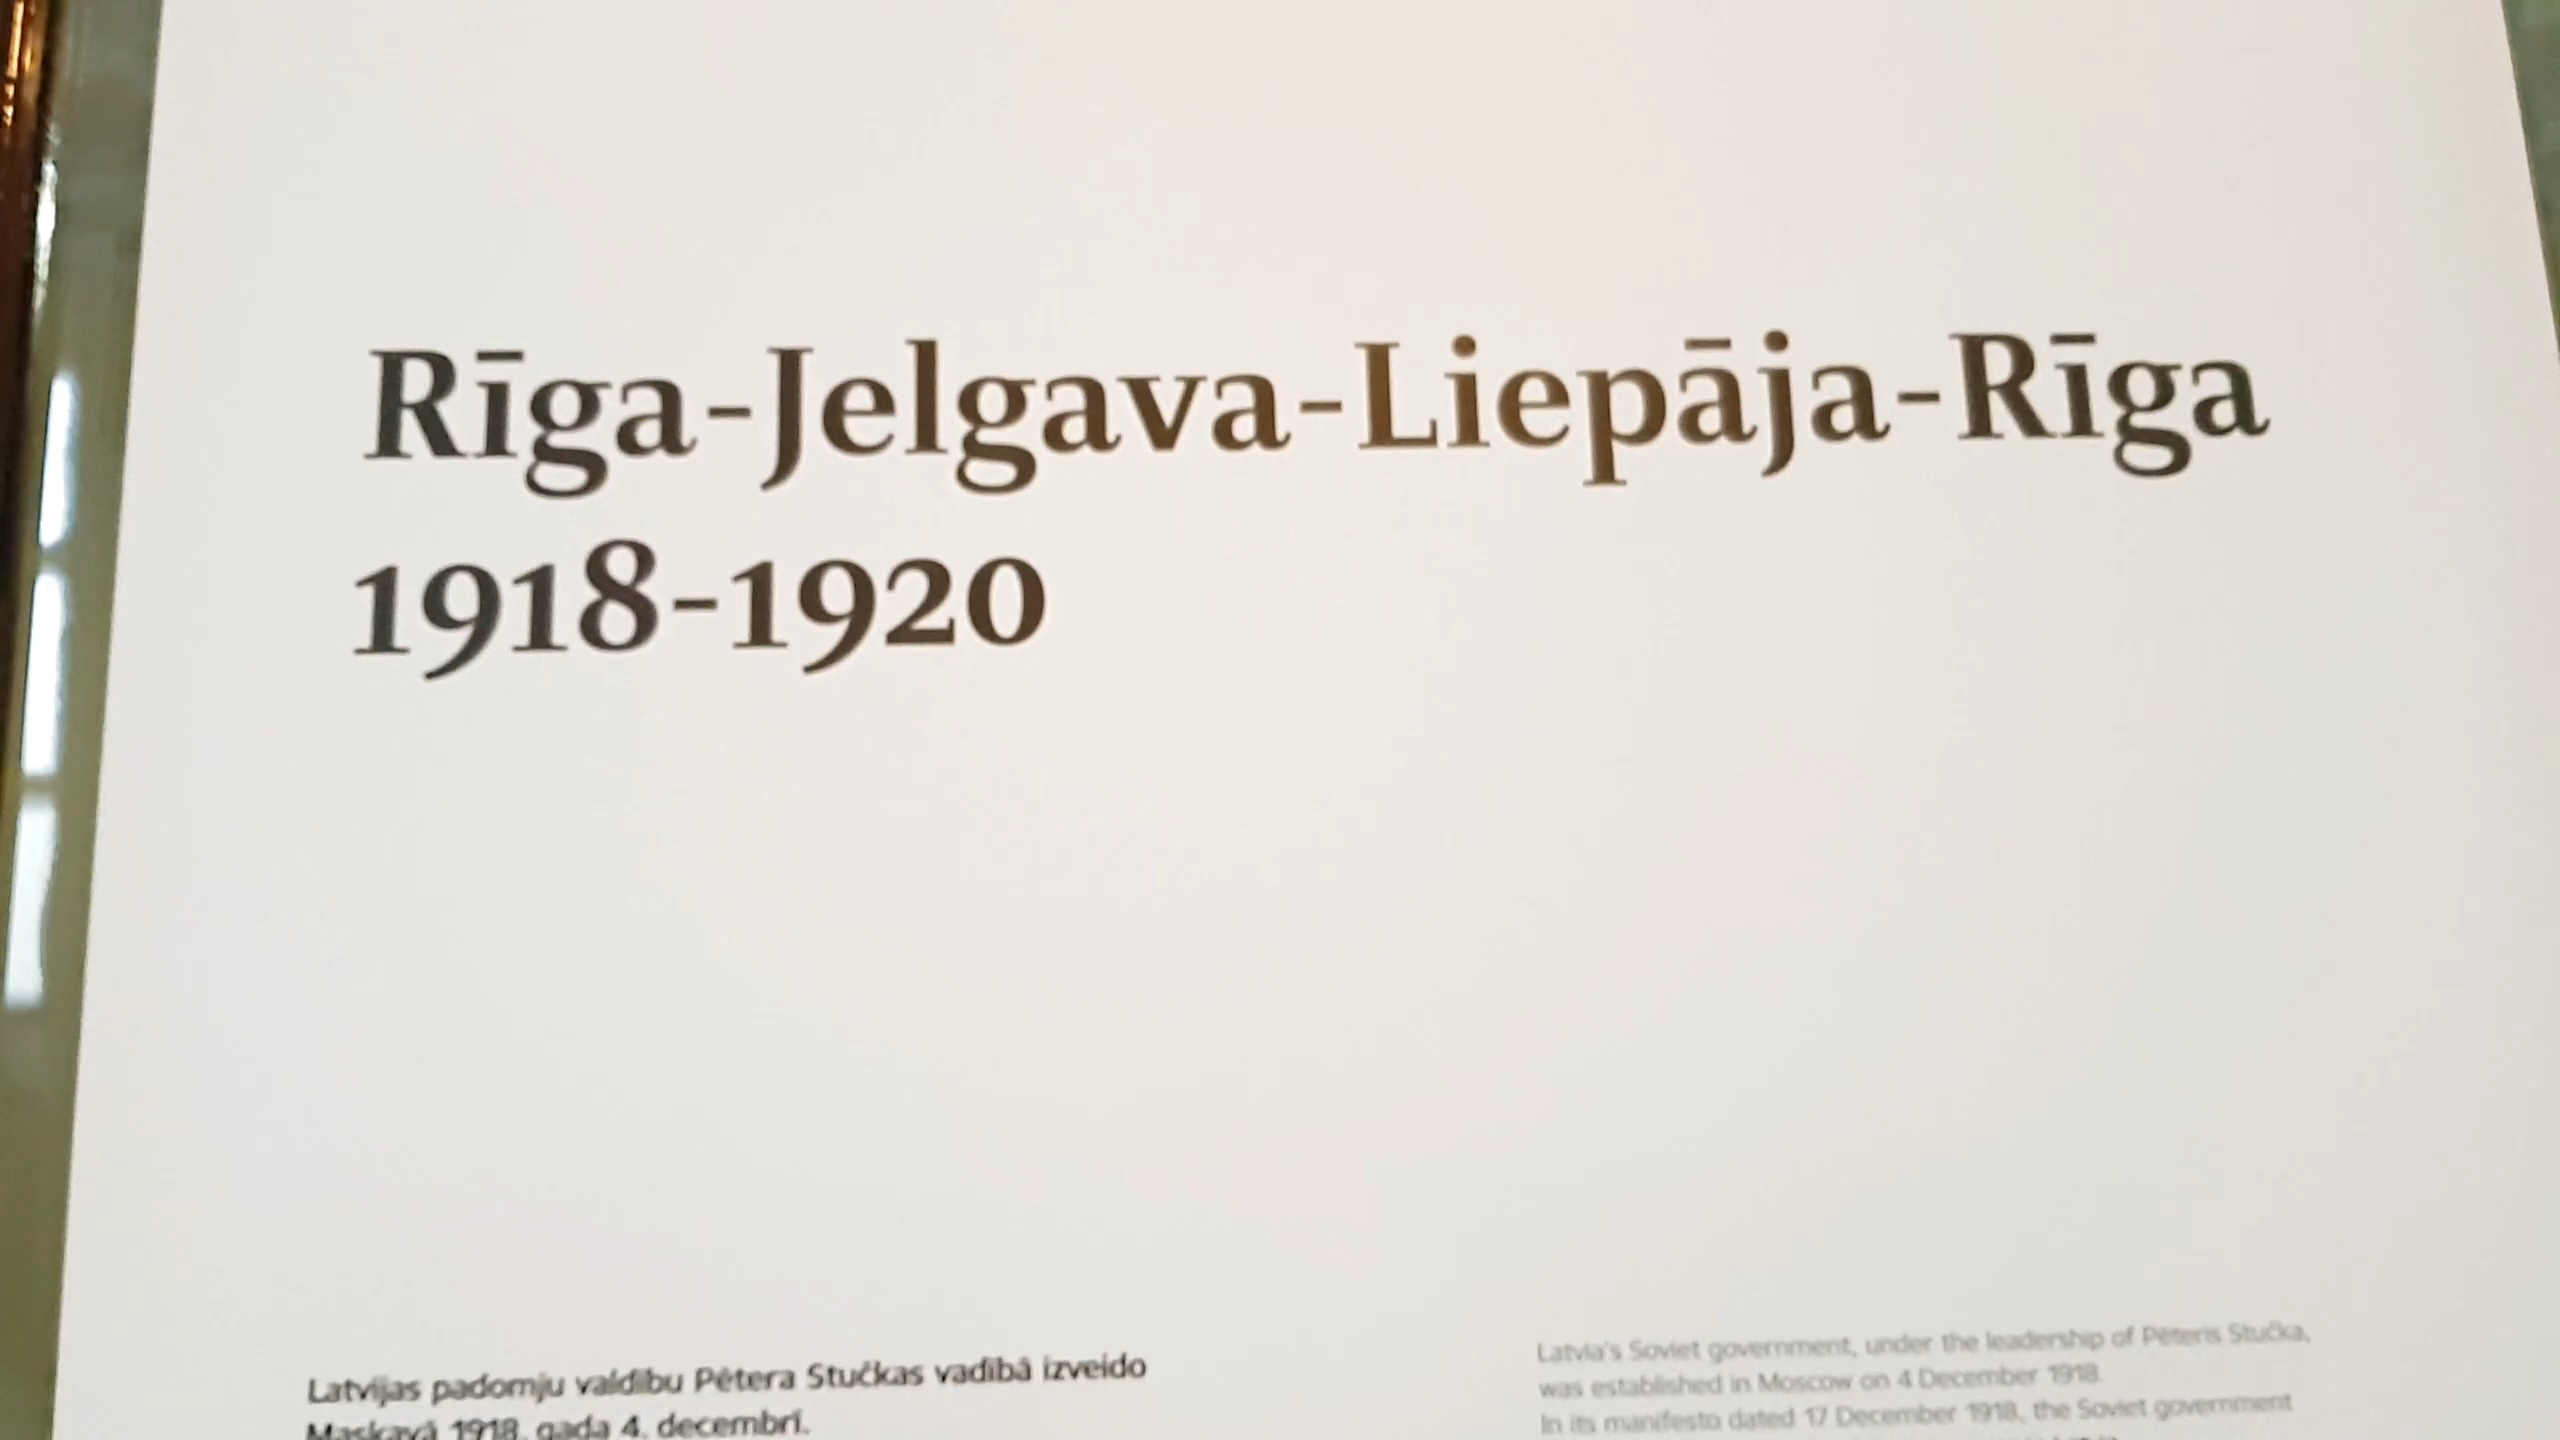 Rīga-Jelgava-Liepāja-Rīga
1918-1920
Latvijas padomju valdību Pētera Stučkas vadībā izveido
Maskavā 1918. gada 4. decembrī.
Latvia's Soviet government, under the leadership of Pēteris Stučka,
was established in Moscow on 4 December 1918.
In its manifesto dated 17 December 1918, the Soviet government